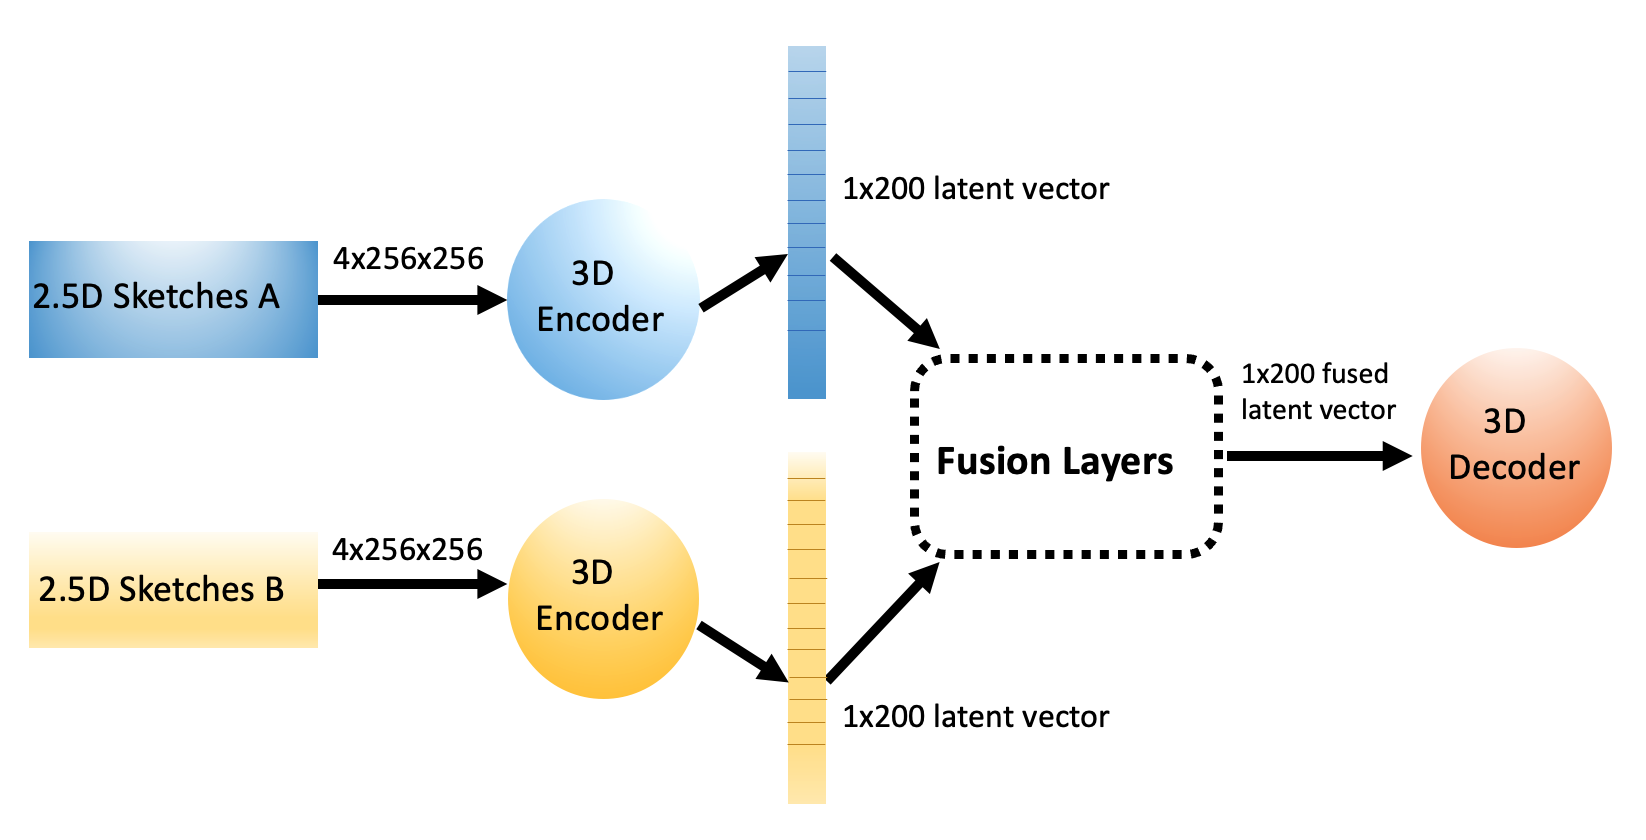 2.5D Sketches A
4x256x256
3D
Encoder
1x200 latent vector
2.5D Sketches B
4x256x256
3D
Encoder
1x200 latent vector
Fusion Layers
1x200 fused
latent vector
3D
Decoder